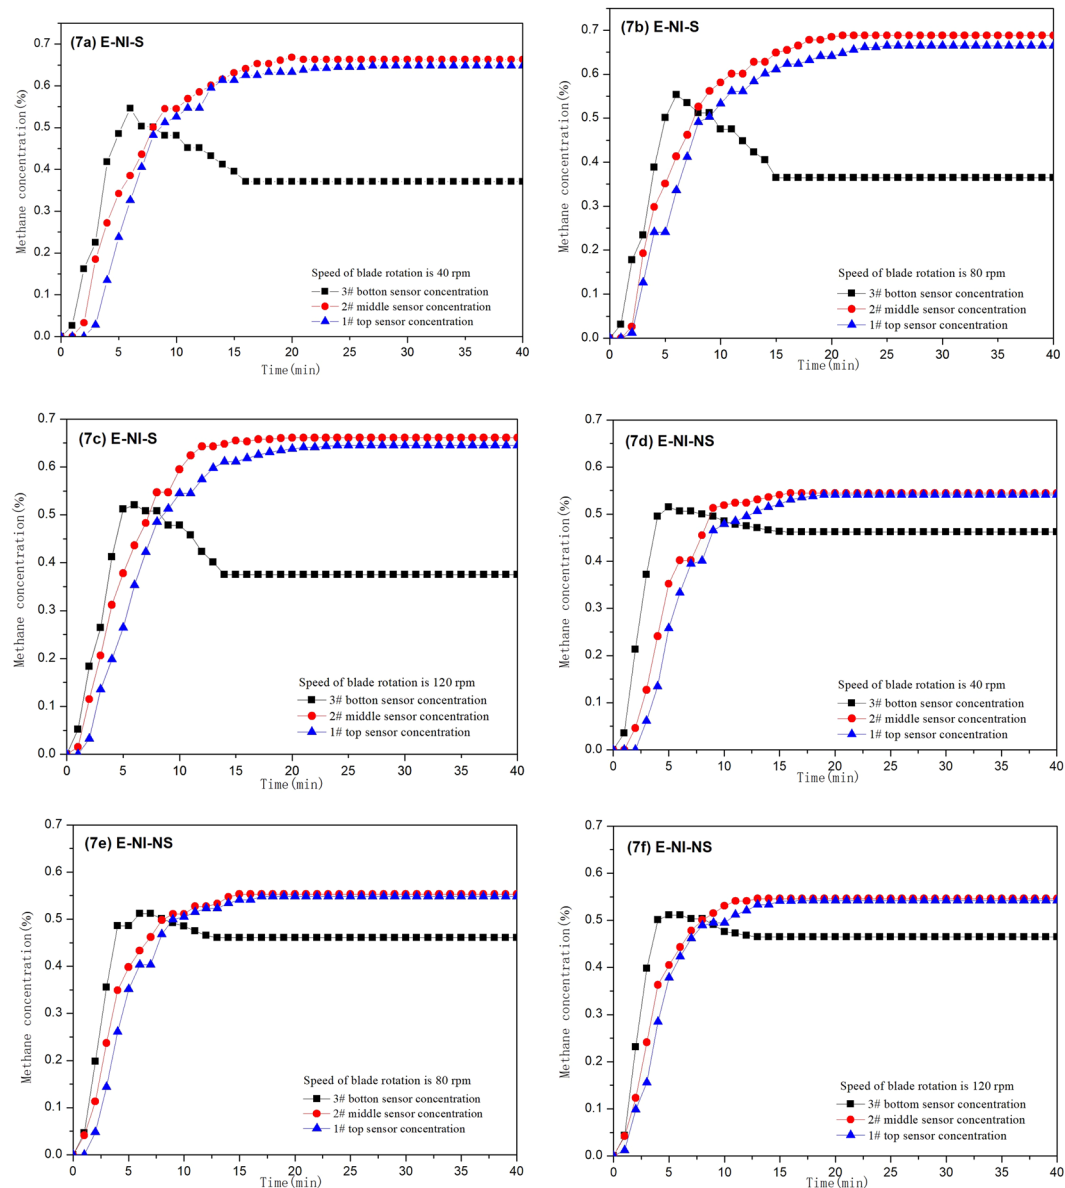 (7a) E-NI-S
0.7
0.6
0.5
0.4
0.3
0.2
0.1
0.0
Methane concentration(%)
Speed of blade rotation is 40 rpm
3# botton sensor concentration
2# middle sensor concentration
1# top sensor concentration
0 5 10 15 20 25 30 35 40
Time(min)
(7b) E-NI-S
0.7
0.6
0.5
0.4
0.3
0.2
0.1
0.0
Methane concentration(%)
Speed of blade rotation is 80 rpm
3# botton sensor concentration
2# middle sensor concentration
1# top sensor concentration
0 5 10 15 20 25 30 35 40
Time(min)
(7c) E-NI-S
0.7
0.6
0.5
0.4
0.3
0.2
0.1
0.0
Methane concentration(%)
Speed of blade rotation is 120 rpm
3# botton sensor concentration
2# middle sensor concentration
1# top sensor concentration
0 5 10 15 20 25 30 35 40
Time(min)
(7d) E-NI-NS
0.7
0.6
0.5
0.4
0.3
0.2
0.1
0.0
Methane concentration(%)
Speed of blade rotation is 40 rpm
3# botton sensor concentration
2# middle sensor concentration
1# top sensor concentration
0 5 10 15 20 25 30 35 40
Time(min)
(7e) E-NI-NS
0.7
0.6
0.5
0.4
0.3
0.2
0.1
0.0
Methane concentration(%)
Speed of blade rotation is 80 rpm
3# botton sensor concentration
2# middle sensor concentration
1# top sensor concentration
0 5 10 15 20 25 30 35 40
Time(min)
(7f) E-NI-NS
0.7
0.6
0.5
0.4
0.3
0.2
0.1
0.0
Methane concentration(%)
Speed of blade rotation is 120 rpm
3# bottom sensor concentration
2# middle sensor concentration
1# top sensor concentration
0 5 10 15 20 25 30 35 40
Time(min)